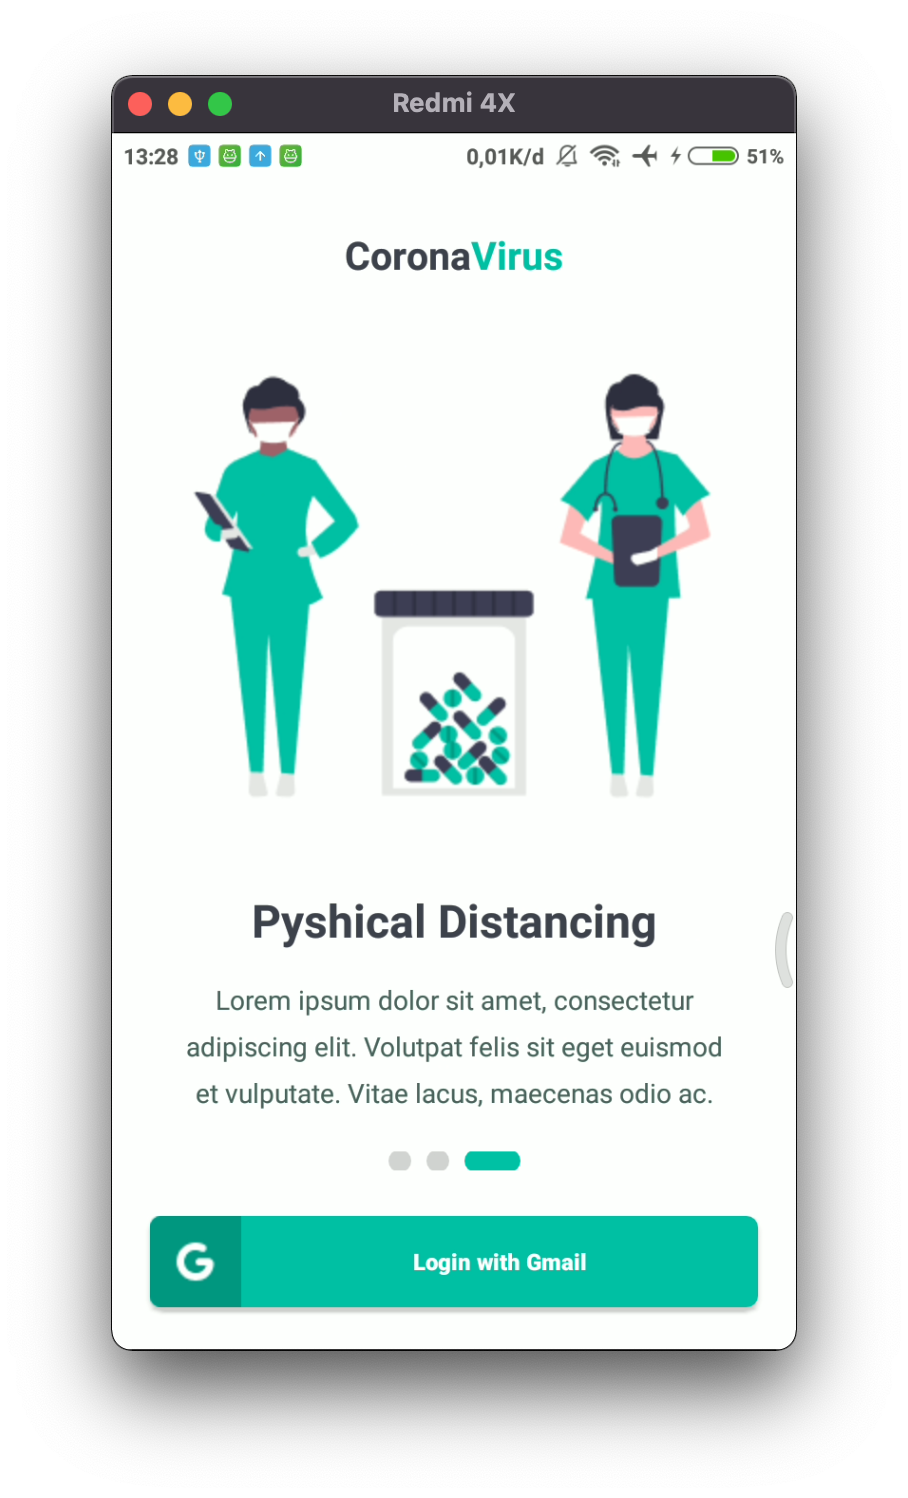 Redmi 4X
13:28 0,01K/d 51%
CoronaVirus
Pyshical Distancing
Lorem ipsum dolor sit amet, consectetur
adipiscing elit. Volutpat felis sit eget euismod
et vulputate. Vitae lacus, maecenas odio ac.
G Login with Gmail